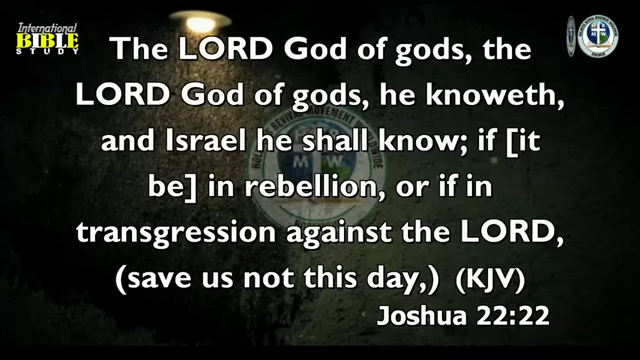 International
BIBLE
STUDY
The LORD God of gods, the
LORD God of gods, he knoweth,
and Israel he shall know; if [it
be] in rebellion, or if in
transgression against the LORD,
(save us not this day,) (KJV)
Joshua 22:22